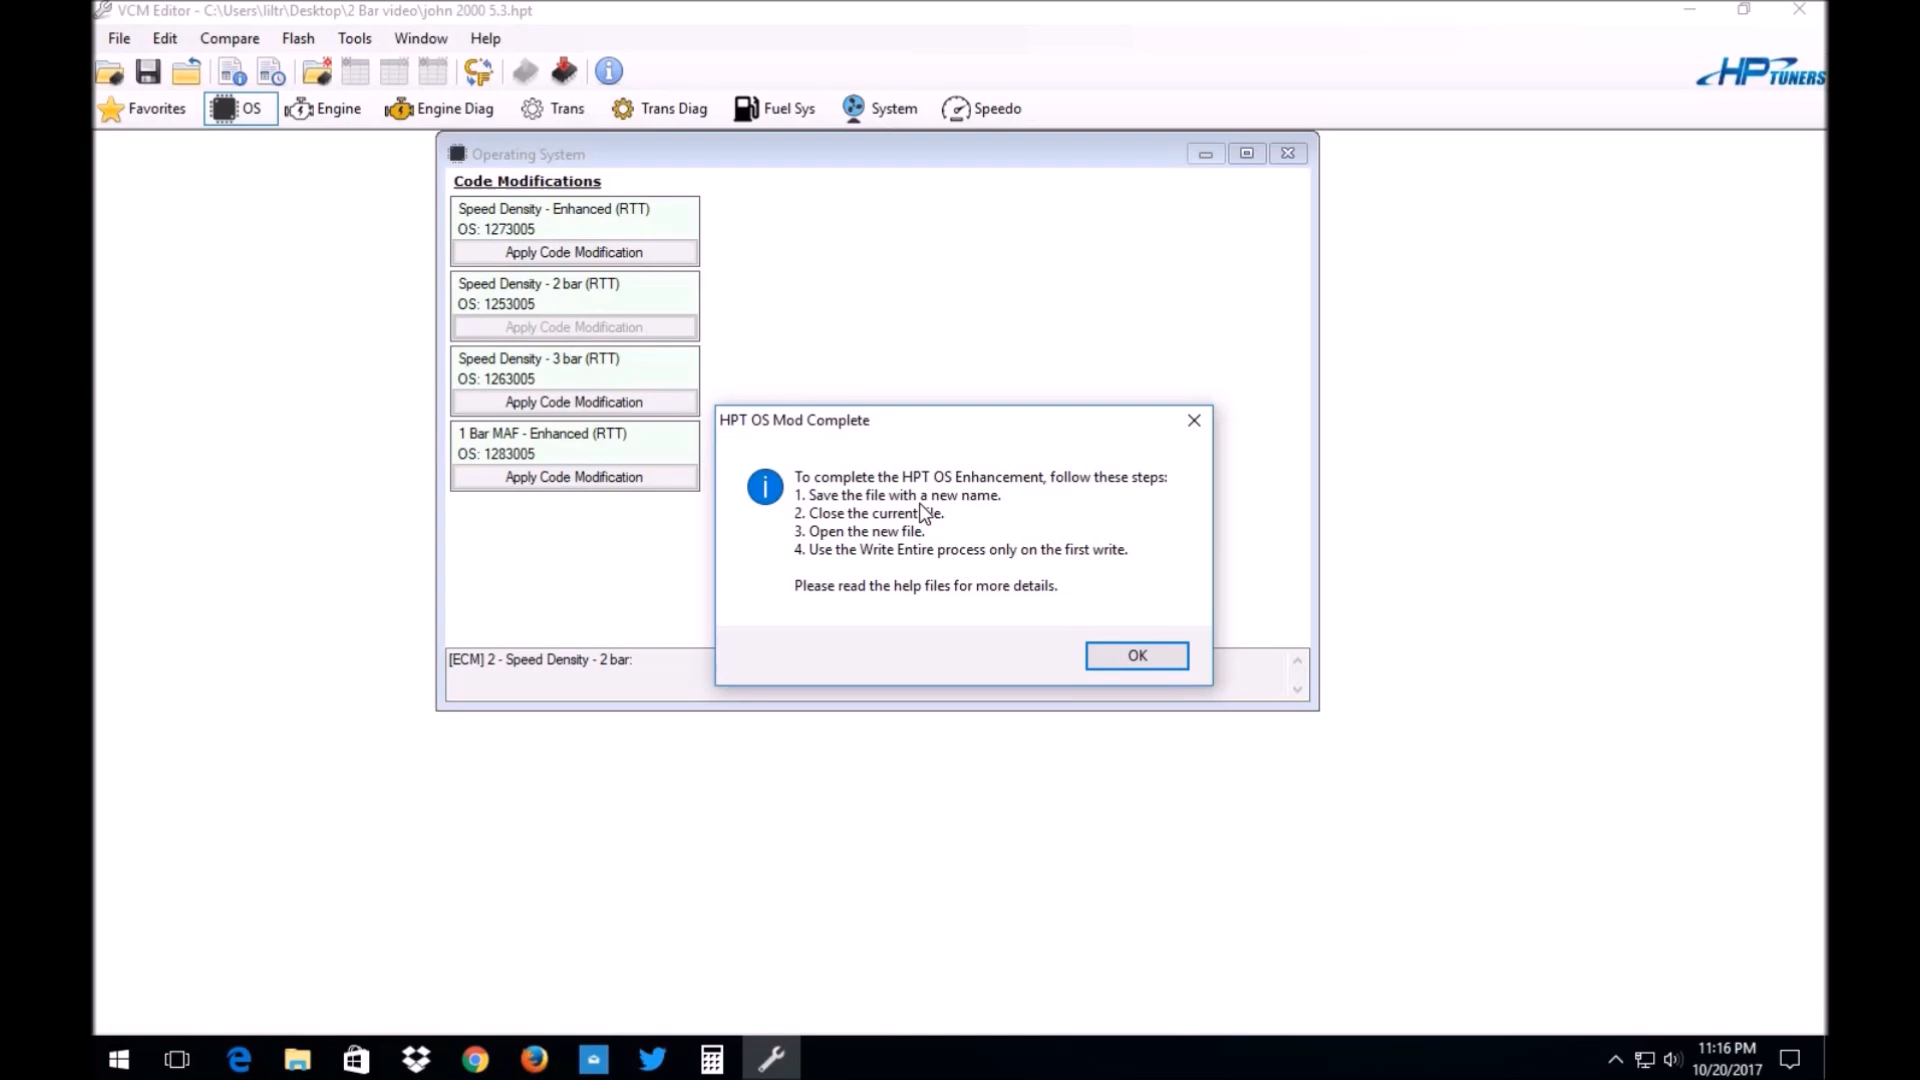 VCM Editor - C:\Users\liltr\Desktop\2 Bar video\john 2000 5.3.hpt
File Edit Compare Flash Tools Window Help
HP TUNERS
Favorites OS Engine Engine Diag Trans Trans Diag Fuel Sys System Speedo
Operating System
Code Modifications
Speed Density - Enhanced (RTT)
OS: 1273005
Apply Code Modification
Speed Density - 2 bar (RTT)
OS: 1253005
Apply Code Modification
Speed Density - 3 bar (RTT)
OS: 1263005
Apply Code Modification
1 Bar MAF - Enhanced (RTT)
OS: 1283005
Apply Code Modification
HPT OS Mod Complete
To complete the HPT OS Enhancement, follow these steps:
1. Save the file with a new name.
2. Close the current file.
3. Open the new file.
4. Use the Write Entire process only on the first write.
Please read the help files for more details.
OK
[ECM] 2 - Speed Density - 2 bar:
11:16 PM
10/20/2017